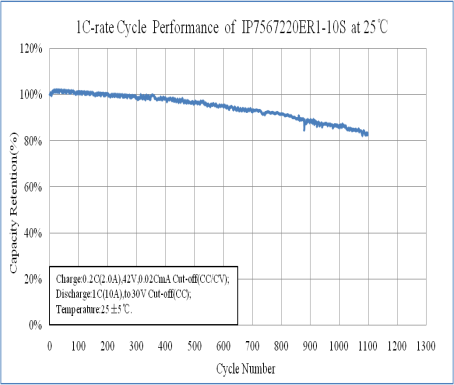 1C-rate Cycle Performance of IP7567220ER1-10S at 25℃
120%
100%
80%
60%
40%
20%
0%
Capacity Retention(%)
Charge:0.2C(2.0A),42V,0.02CmA Cut-off(CC/CV);
Discharge:1C(10A),to30V Cut-off(CC);
Temperature:25±5℃.
0 100 200 300 400 500 600 700 800 900 1000 1100 1200 1300
Cycle Number